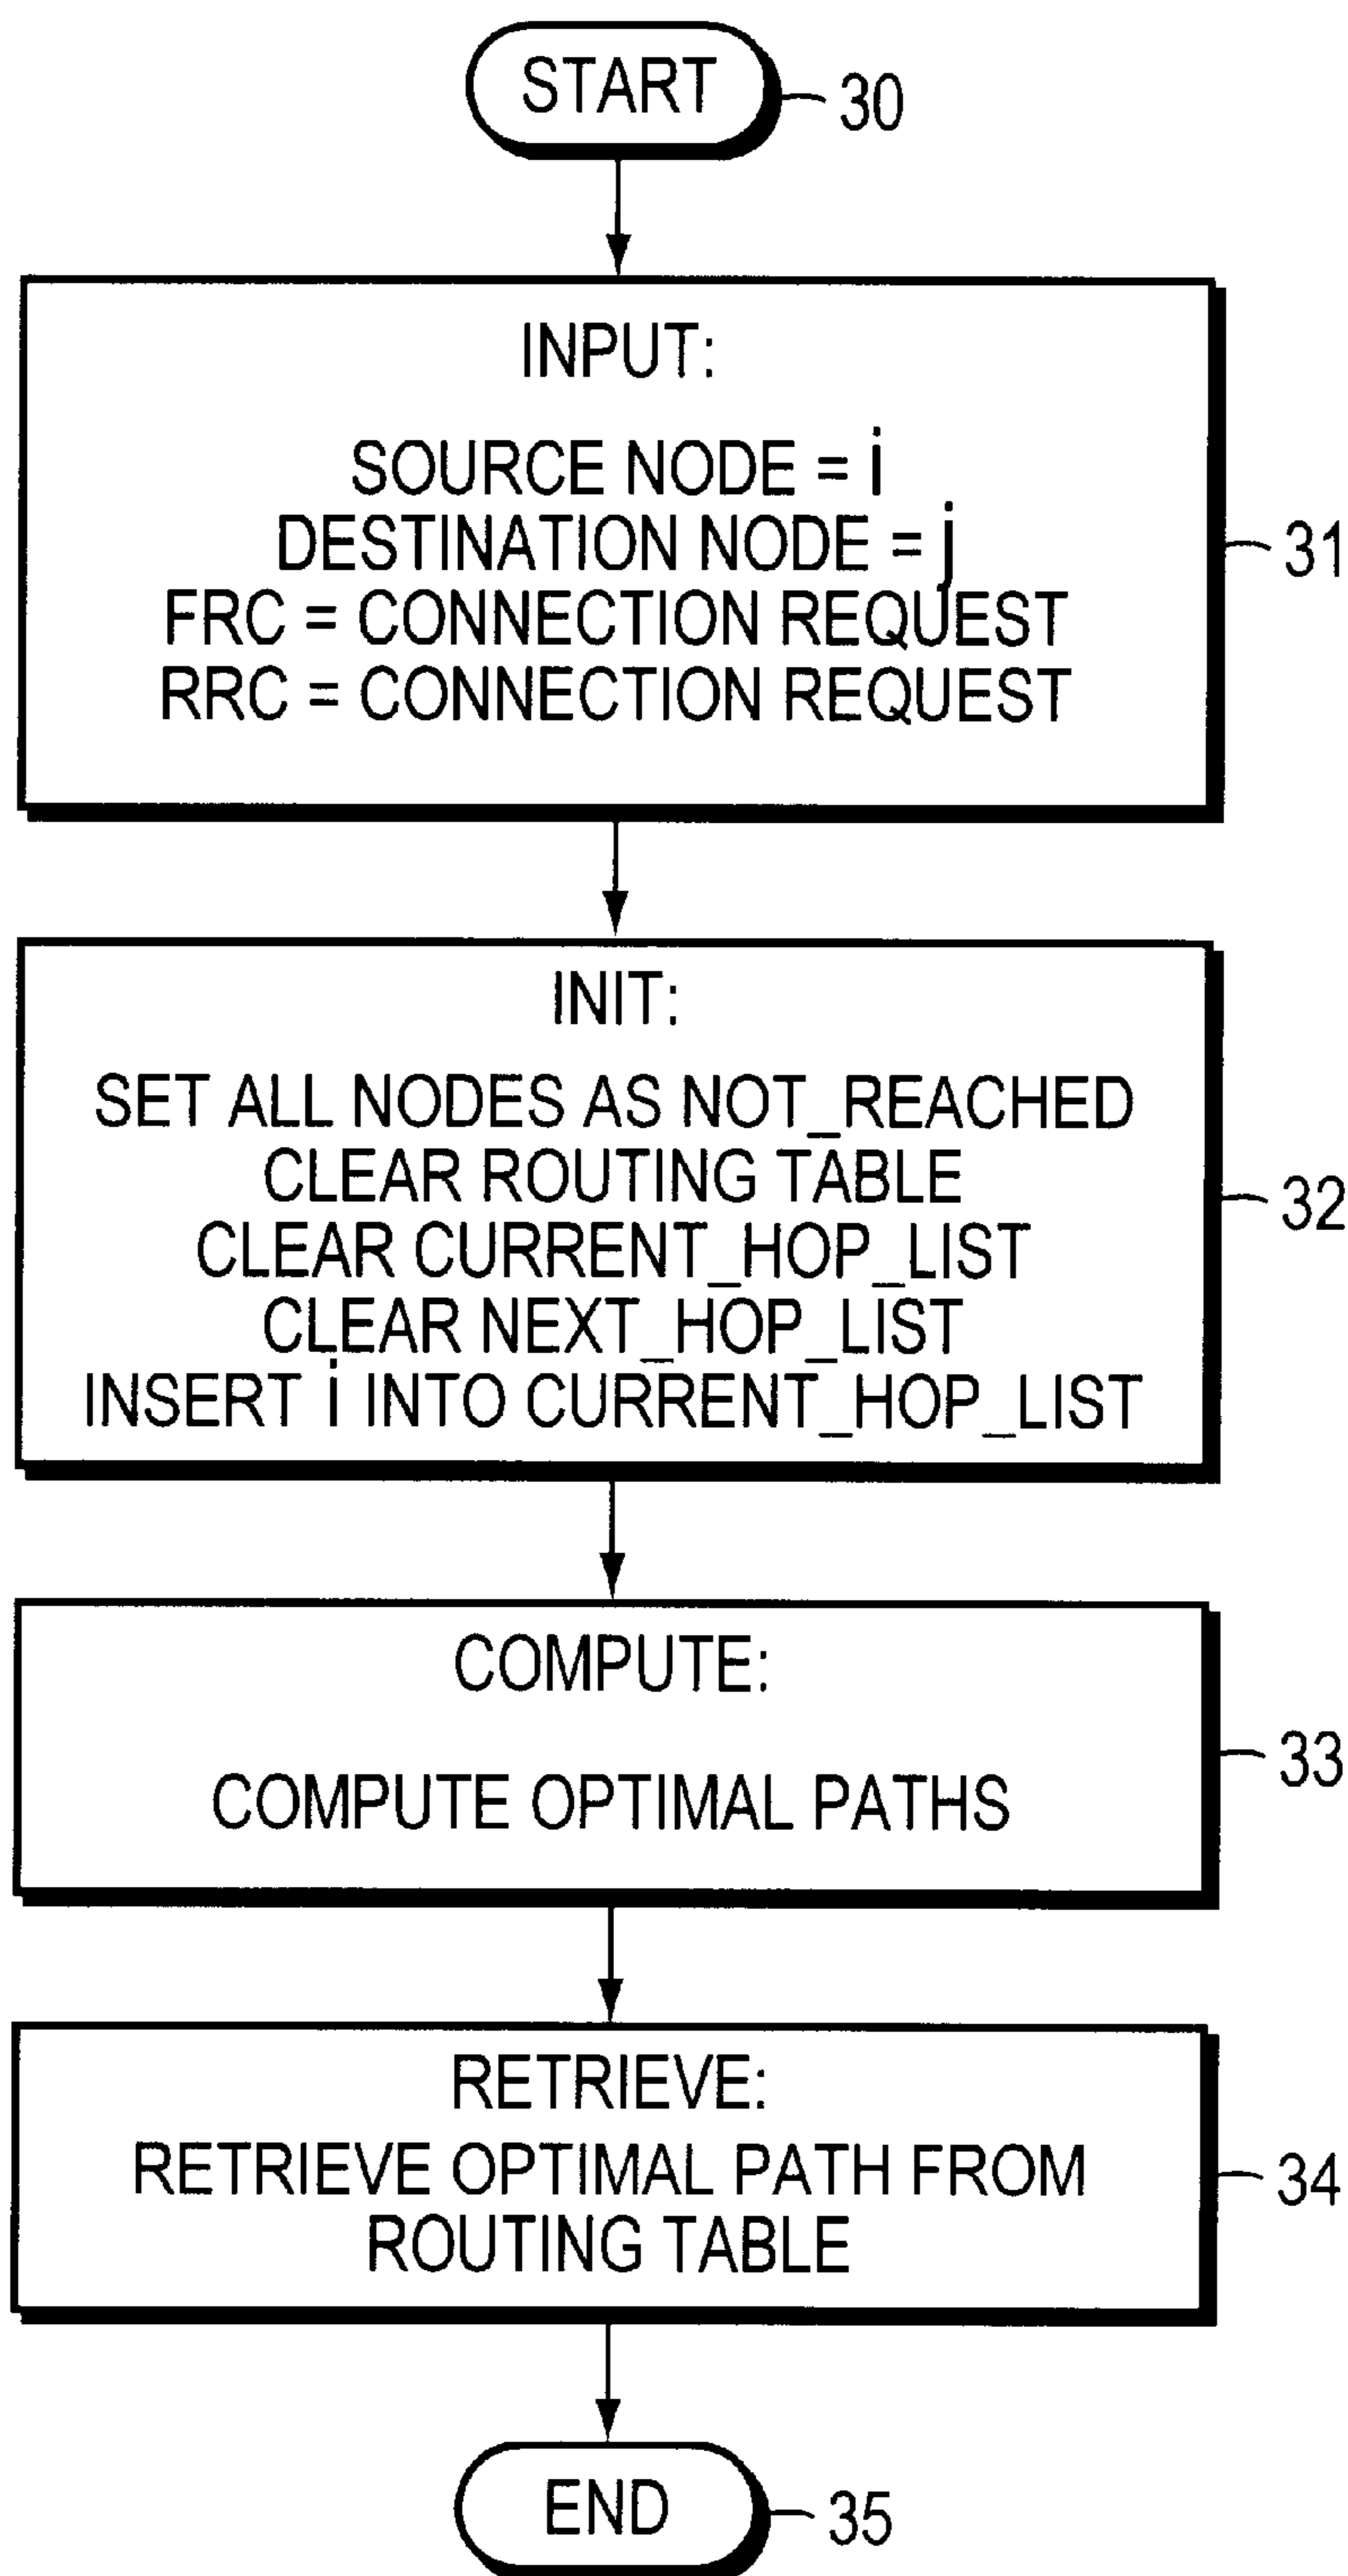 START
30
INPUT:
SOURCE NODE = i
DESTINATION NODE = j
FRC = CONNECTION REQUEST
RRC = CONNECTION REQUEST
31
INIT:
SET ALL NODES AS NOT_REACHED
CLEAR ROUTING TABLE
CLEAR CURRENT_HOP_LIST
CLEAR NEXT_HOP_LIST
INSERT i INTO CURRENT_HOP_LIST
32
COMPUTE:
COMPUTE OPTIMAL PATHS
33
RETRIEVE:
RETRIEVE OPTIMAL PATH FROM
ROUTING TABLE
34
END
35